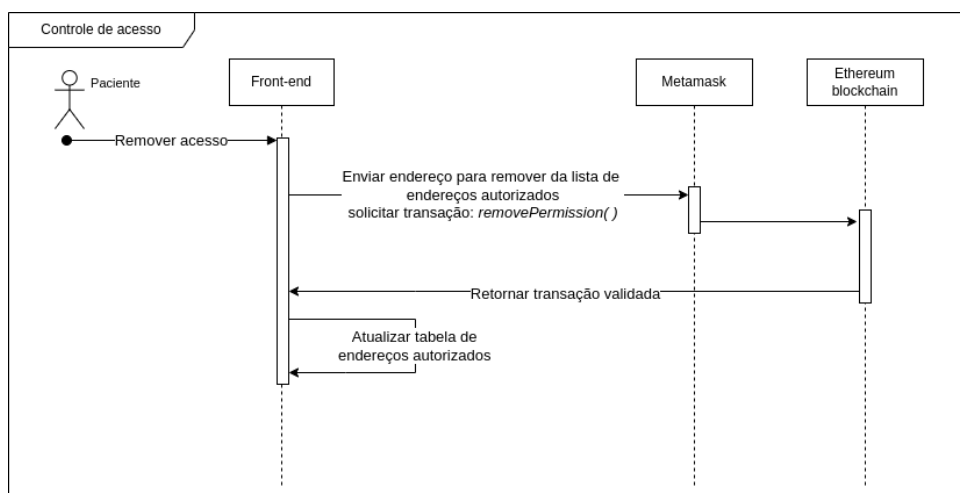 Controle de acesso
Paciente
Front-end
Metamask
Ethereum
blockchain
Remover acesso
Enviar endereço para remover da lista de
endereços autorizados
solicitar transação: removePermission( )
Retornar transação validada
Atualizar tabela de
endereços autorizados